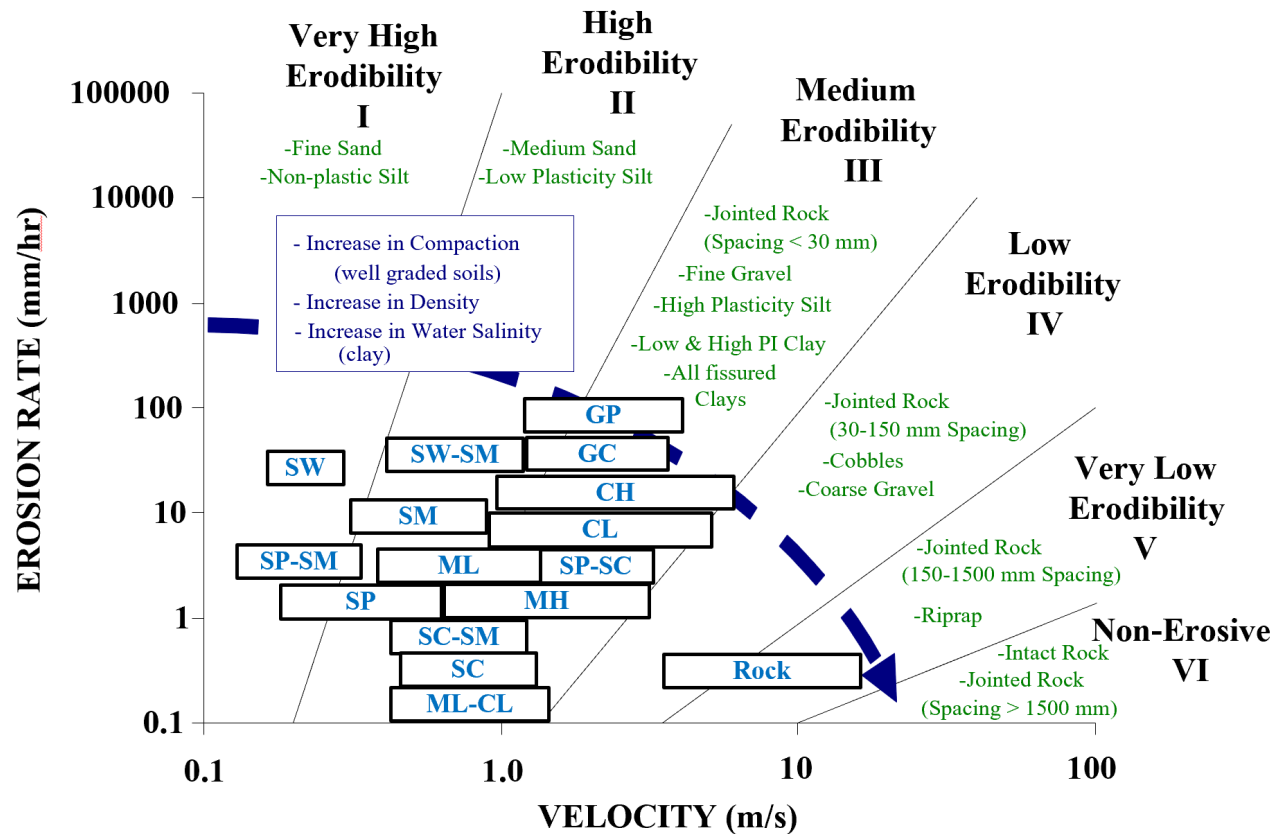 Very High
Erodibility
I
High
Erodibility
II
Medium
Erodibility
III
Low
Erodibility
IV
Very Low
Erodibility
V
Non-Erosive
VI
-Fine Sand
-Non-plastic Silt
-Medium Sand
-Low Plasticity Silt
-Jointed Rock
(Spacing < 30 mm)
-Fine Gravel
-High Plasticity Silt
-Low & High PI Clay
-All fissured
Clays
-Jointed Rock
(30-150 mm Spacing)
-Cobbles
-Coarse Gravel
-Jointed Rock
(150-1500 mm Spacing)
-Riprap
-Intact Rock
-Jointed Rock
(Spacing > 1500 mm)
- Increase in Compaction
(well graded soils)
- Increase in Density
- Increase in Water Salinity
(clay)
GP
SW-SM
GC
SW
CH
SM
CL
SP-SM
ML
SP-SC
SP
MH
SC-SM
SC
Rock
ML-CL
EROSION RATE (mm/hr)
100000
10000
1000
100
10
1
0.1
0.1
1.0
10
100
VELOCITY (m/s)